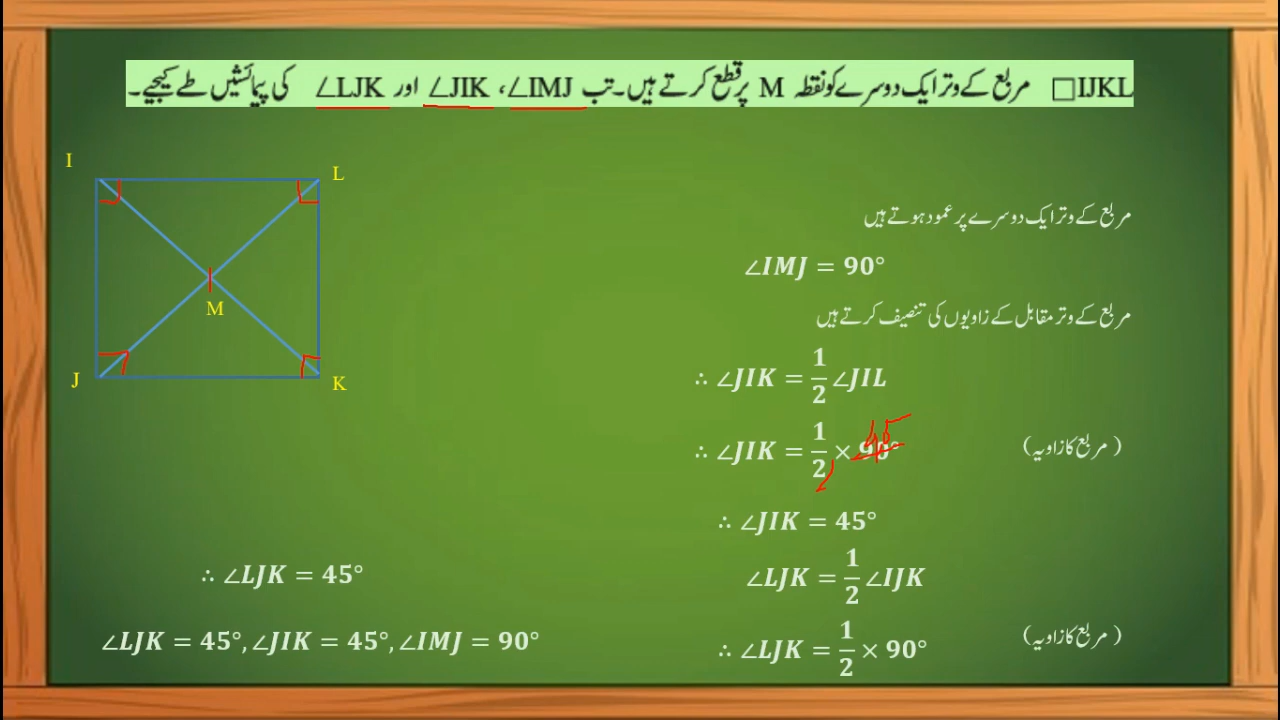 □IJKL مربع کے وتر ایک دوسرے کو نقطہ M پر قطع کرتے ہیں۔ تب ∠IMJ، ∠JIK اور ∠LJK کی پیمائشیں طے کیجیے۔
I
L
M
J
K
مربع کے وتر ایک دوسرے پر عمود ہوتے ہیں
∠IMJ = 90°
مربع کے وتر مقابل کے زاویوں کی تنصیف کرتے ہیں
∴ ∠JIK = 1/2 ∠JIL
∴ ∠JIK = 1/2 × 90° (مربع کا زاویہ)
45
∴ ∠JIK = 45°
∠LJK = 1/2 ∠IJK
∴ ∠LJK = 1/2 × 90° (مربع کا زاویہ)
∴ ∠LJK = 45°
∠LJK = 45°, ∠JIK = 45°, ∠IMJ = 90°